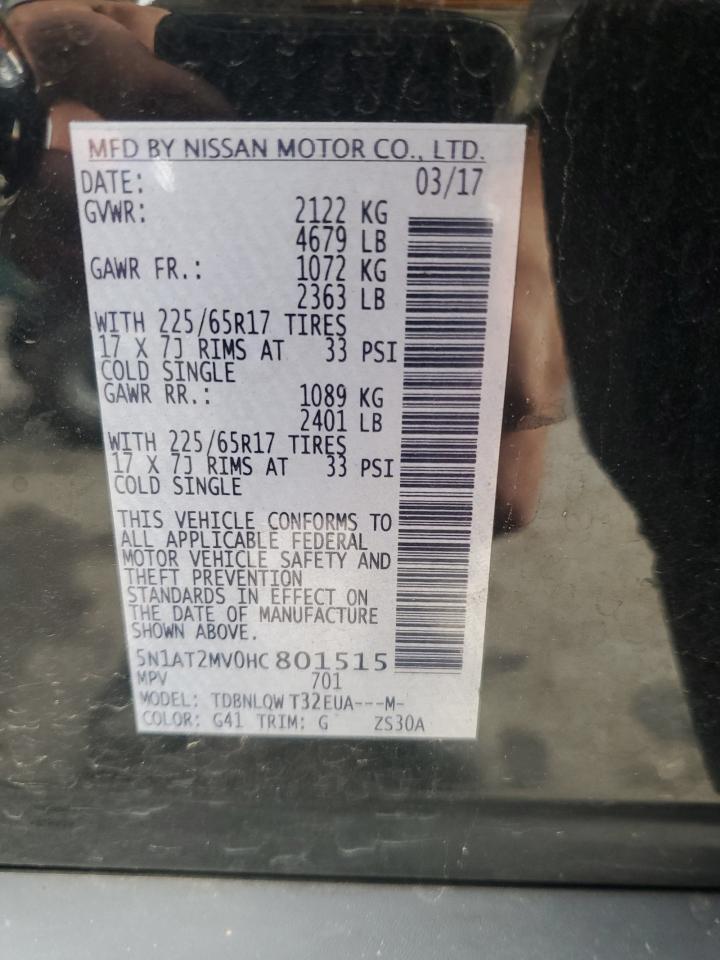 MFD BY NISSAN MOTOR CO., LTD.
DATE: 03/17
GVWR: 2122 KG
4679 LB
GAWR FR.: 1072 KG
2363 LB
WITH 225/65R17 TIRES
17 X 7J RIMS AT 33 PSI
COLD SINGLE
GAWR RR.: 1089 KG
2401 LB
WITH 225/65R17 TIRES
17 X 7J RIMS AT 33 PSI
COLD SINGLE
THIS VEHICLE CONFORMS TO
ALL APPLICABLE FEDERAL
MOTOR VEHICLE SAFETY AND
THEFT PREVENTION
STANDARDS IN EFFECT ON
THE DATE OF MANUFACTURE
SHOWN ABOVE.
5N1AT2MV0HC801515
MPV 701
MODEL: TDBNLQW T32EUA---M-
COLOR: G41 TRIM: G ZS30A